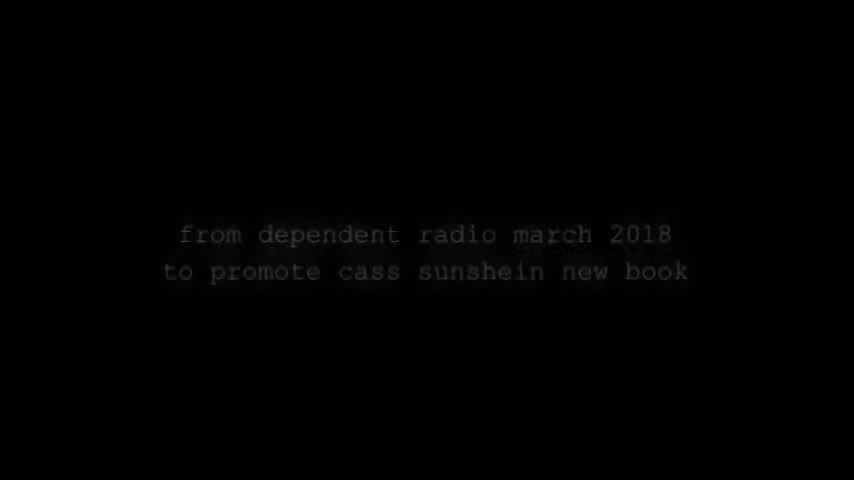 from dependent radio march 2018
to promote cass sunshein new book